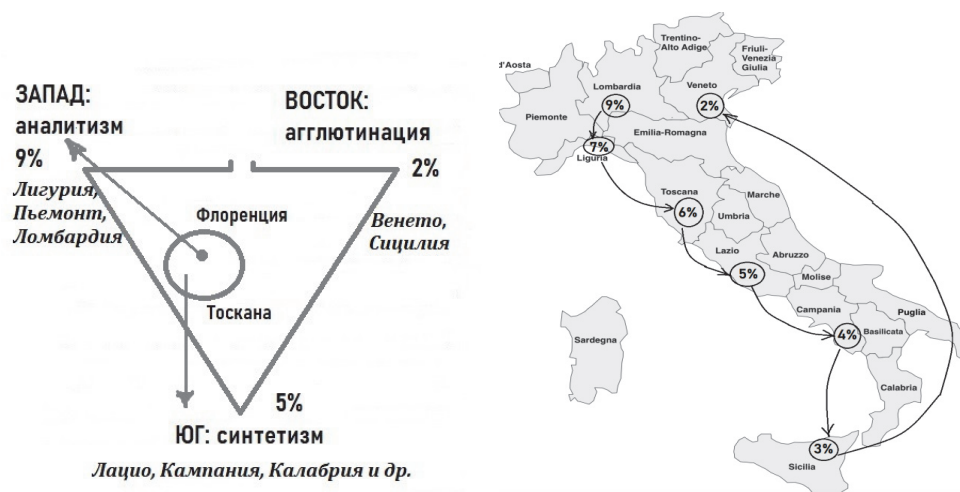 ЗАПАД:
аналитизм
9%
Лигурия,
Пьемонт,
Ломбардия
ВОСТОК:
агглютинация
2%
Венето,
Сицилия
Флоренция
Тоскана
5%
ЮГ: синтетизм
Лацио, Кампания, Калабрия и др.
Trentino-
Alto Adige
Friuli-
Venezia
Giulia
d'Aosta
Lombardia
Veneto
9%
2%
Piemonte
Emilia-Romagna
7%
Liguria
Toscana
Marche
6%
Umbria
Lazio
Abruzzo
5%
Molise
Campania
Puglia
4%
Basilicata
Sardegna
Calabria
3%
Sicilia